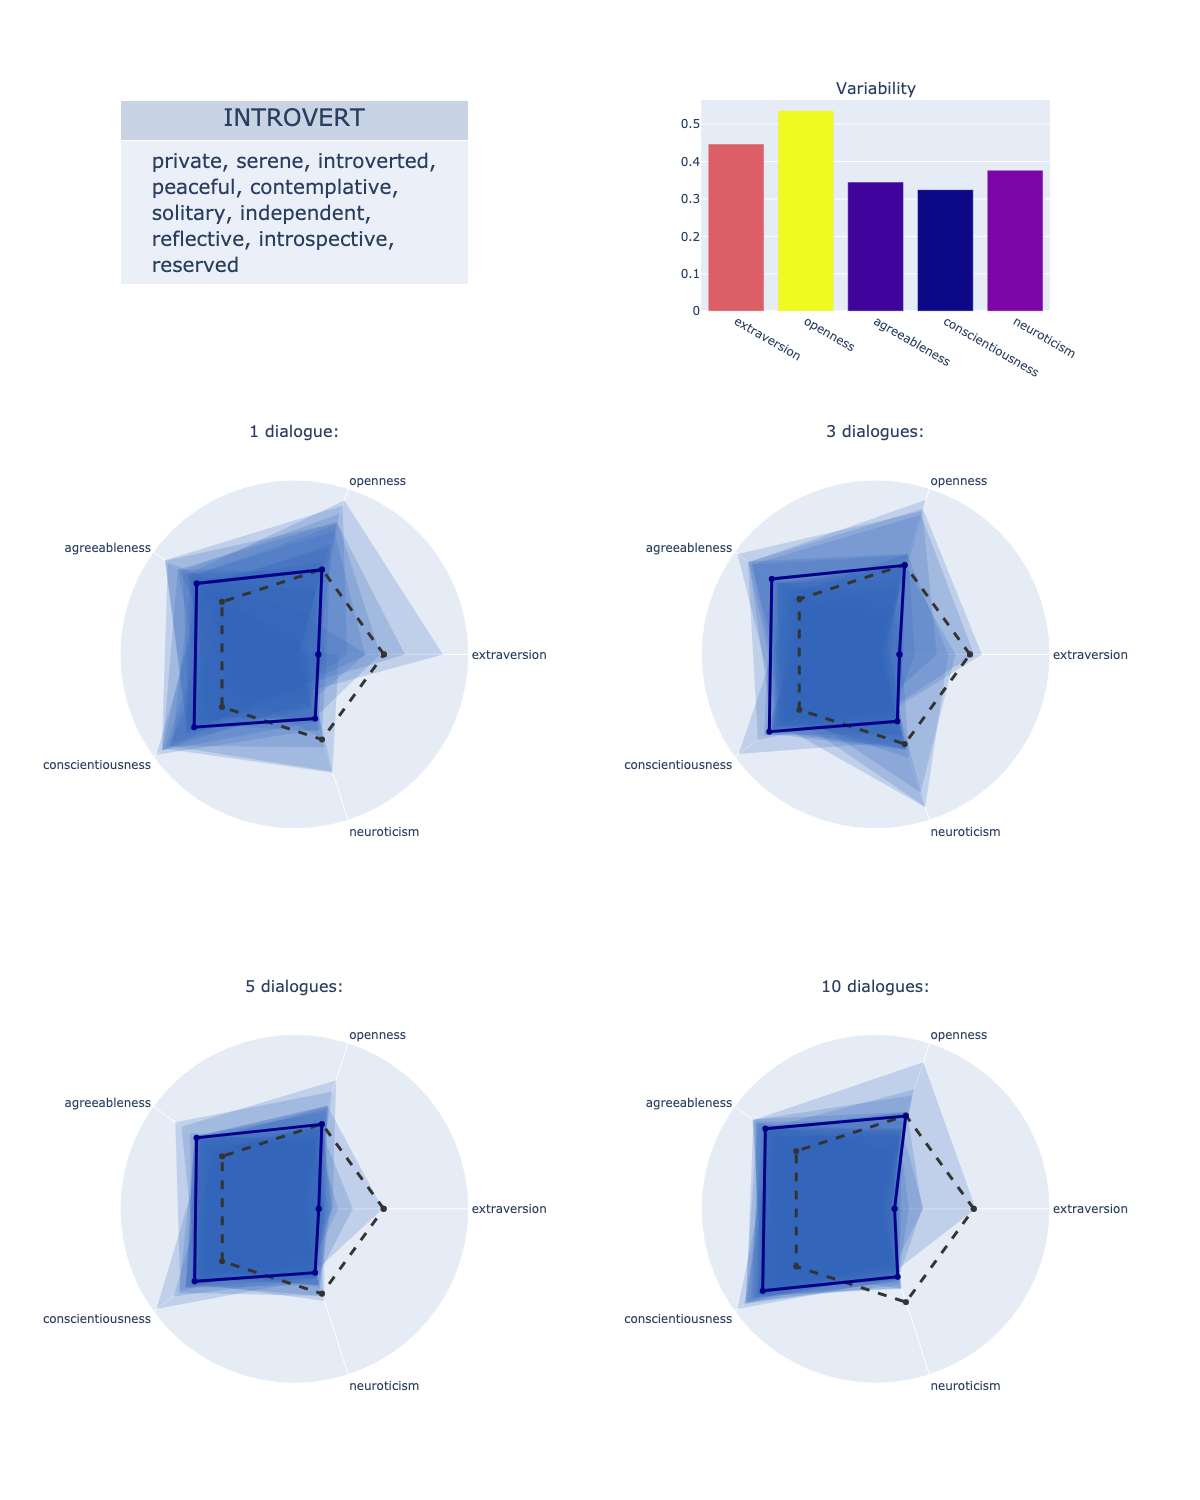 INTROVERT
private, serene, introverted,
peaceful, contemplative,
solitary, independent,
reflective, introspective,
reserved
Variability
0.5
0.4
0.3
0.2
0.1
0
extraversion
openness
agreeableness
conscientiousness
neuroticism
1 dialogue:
openness
agreeableness
extraversion
conscientiousness
neuroticism
3 dialogues:
openness
agreeableness
extraversion
conscientiousness
neuroticism
5 dialogues:
openness
agreeableness
extraversion
conscientiousness
neuroticism
10 dialogues:
openness
agreeableness
extraversion
conscientiousness
neuroticism